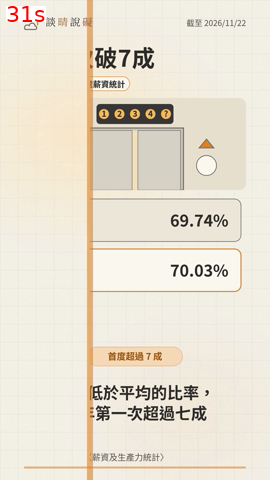 31s
談晴說礙
截至 2026/11/22
破7成
薪資統計
1 2 3 4 ?
69.74%
70.03%
首度超過 7 成
低於平均的比率，
第一次超過七成
薪資及生產力統計〉